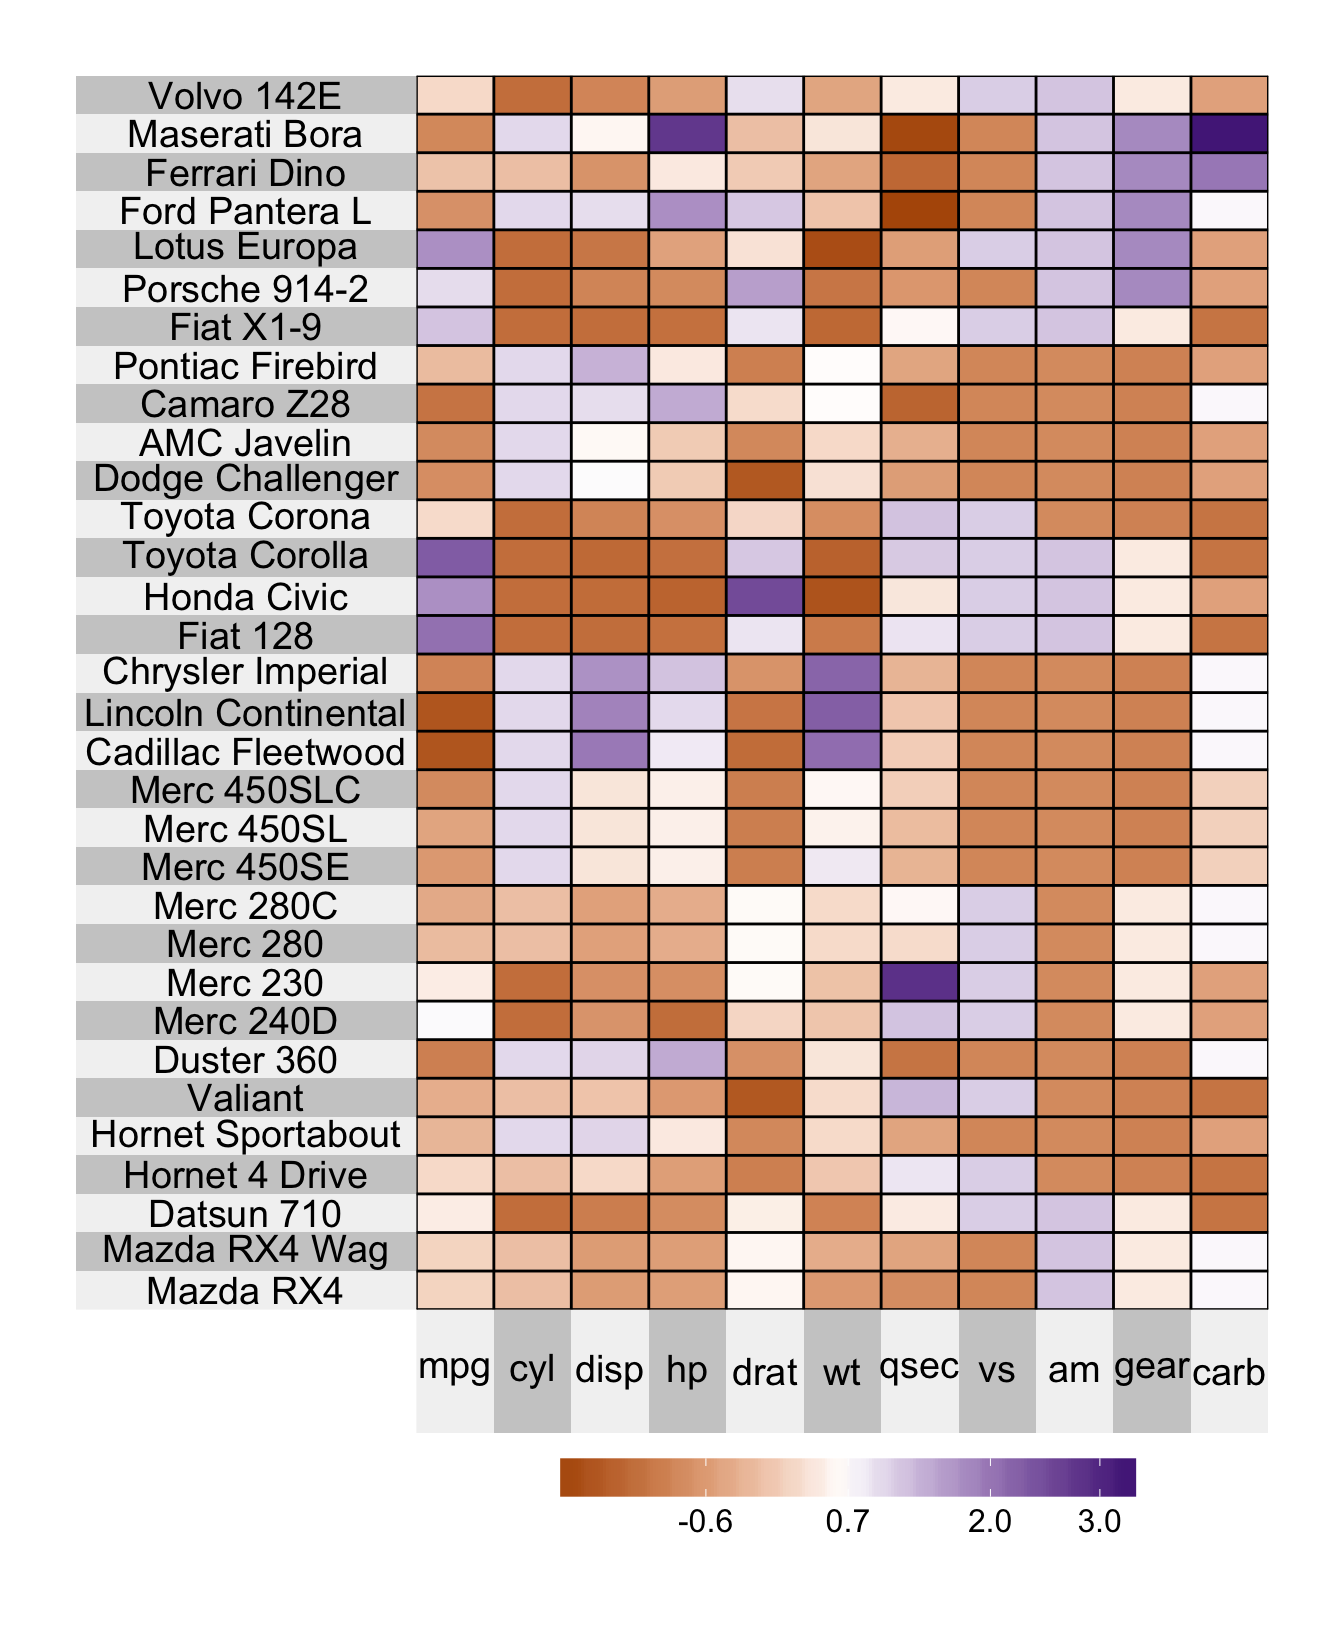 Volvo 142E
Maserati Bora
Ferrari Dino
Ford Pantera L
Lotus Europa
Porsche 914-2
Fiat X1-9
Pontiac Firebird
Camaro Z28
AMC Javelin
Dodge Challenger
Toyota Corona
Toyota Corolla
Honda Civic
Fiat 128
Chrysler Imperial
Lincoln Continental
Cadillac Fleetwood
Merc 450SLC
Merc 450SL
Merc 450SE
Merc 280C
Merc 280
Merc 230
Merc 240D
Duster 360
Valiant
Hornet Sportabout
Hornet 4 Drive
Datsun 710
Mazda RX4 Wag
Mazda RX4
mpg cyl disp hp drat wt qsec vs am gear carb
-0.6 0.7 2.0 3.0